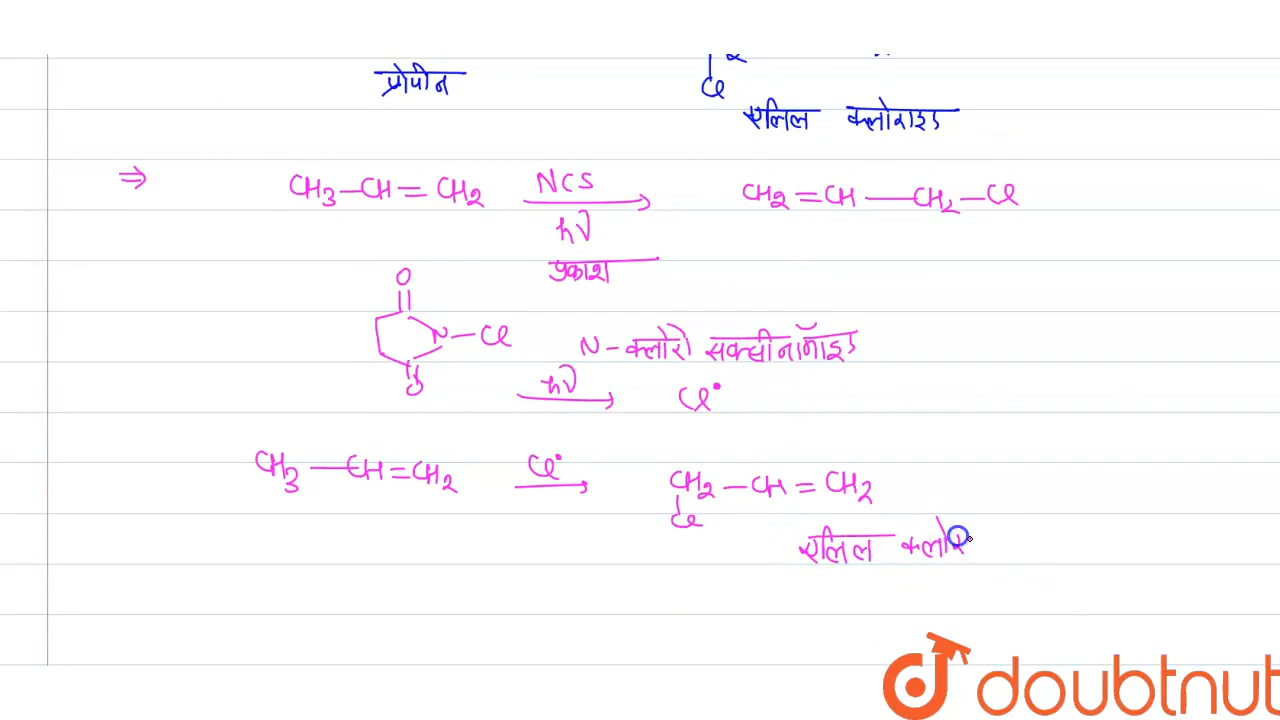 प्रोपीन
Cl
एलिल क्लोराइड
⇒ CH3—CH=CH2 NCS hν CH2=CH—CH2—Cl
प्रकाश
O
N—Cl N-क्लोरो सक्सीनॉमाइड
O hν Cl•
CH3—CH=CH2 Cl• CH2—CH=CH2
Cl
एलिल क्लोरा
doubtnut